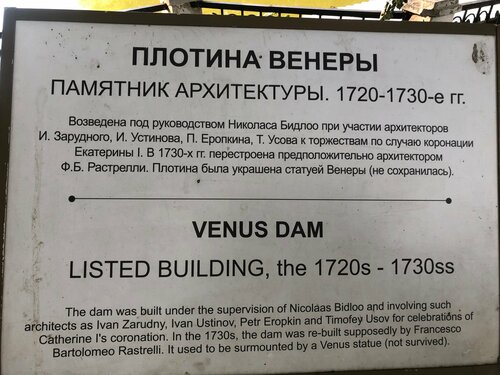 ПЛОТИНА ВЕНЕРЫ
ПАМЯТНИК АРХИТЕКТУРЫ. 1720-1730-е гг.
Возведена под руководством Николаса Бидлоо при участии архитекторов
И. Зарудного, И. Устинова, П. Еропкина, Т. Усова к торжествам по случаю коронации
Екатерины I. В 1730-х гг. перестроена предположительно архитектором
Ф.Б. Растрелли. Плотина была украшена статуей Венеры (не сохранилась).
VENUS DAM
LISTED BUILDING, the 1720s - 1730ss
The dam was built under the supervision of Nicolaas Bidloo and involving such
architects as Ivan Zarudny, Ivan Ustinov, Petr Eropkin and Timofey Usov for celebrations of
Catherine I's coronation. In the 1730s, the dam was re-built supposedly by Francesco
Bartolomeo Rastrelli. It used to be surmounted by a Venus statue (not survived).